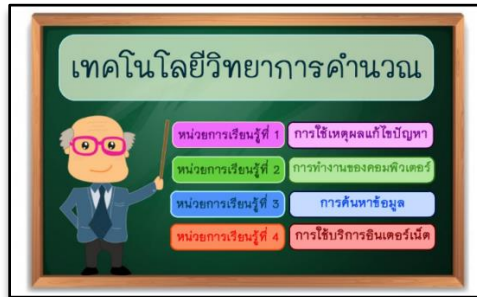 เทคโนโลยีวิทยาการคำนวณ
หน่วยการเรียนรู้ที่ 1 การใช้เหตุผลแก้ไขปัญหา
หน่วยการเรียนรู้ที่ 2 การทำงานของคอมพิวเตอร์
หน่วยการเรียนรู้ที่ 3 การค้นหาข้อมูล
หน่วยการเรียนรู้ที่ 4 การใช้บริการอินเตอร์เน็ต